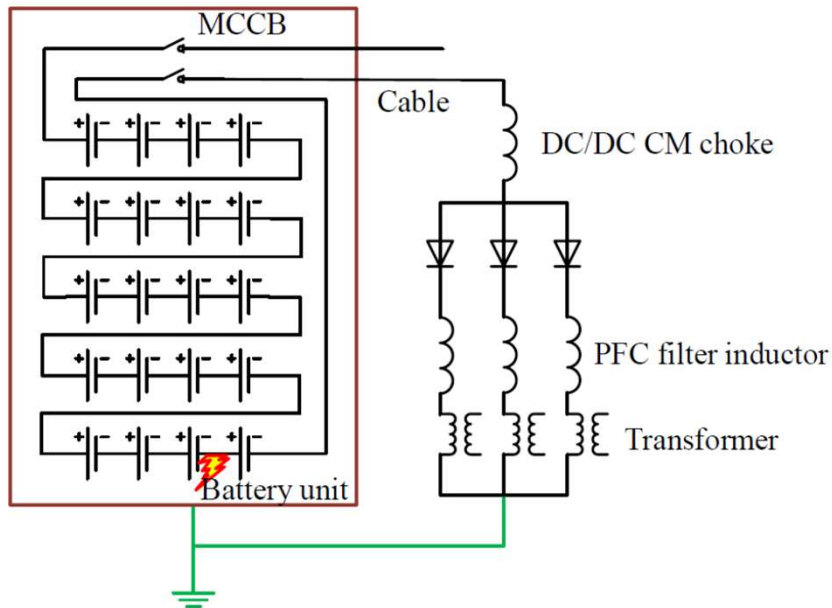 MCCB
Cable
DC/DC CM choke
+ - + - + - + -
+ - + - + - + -
+ - + - + - + -
PFC filter inductor
+ - + - + - + -
Transformer
+ - + - + - + -
Battery unit